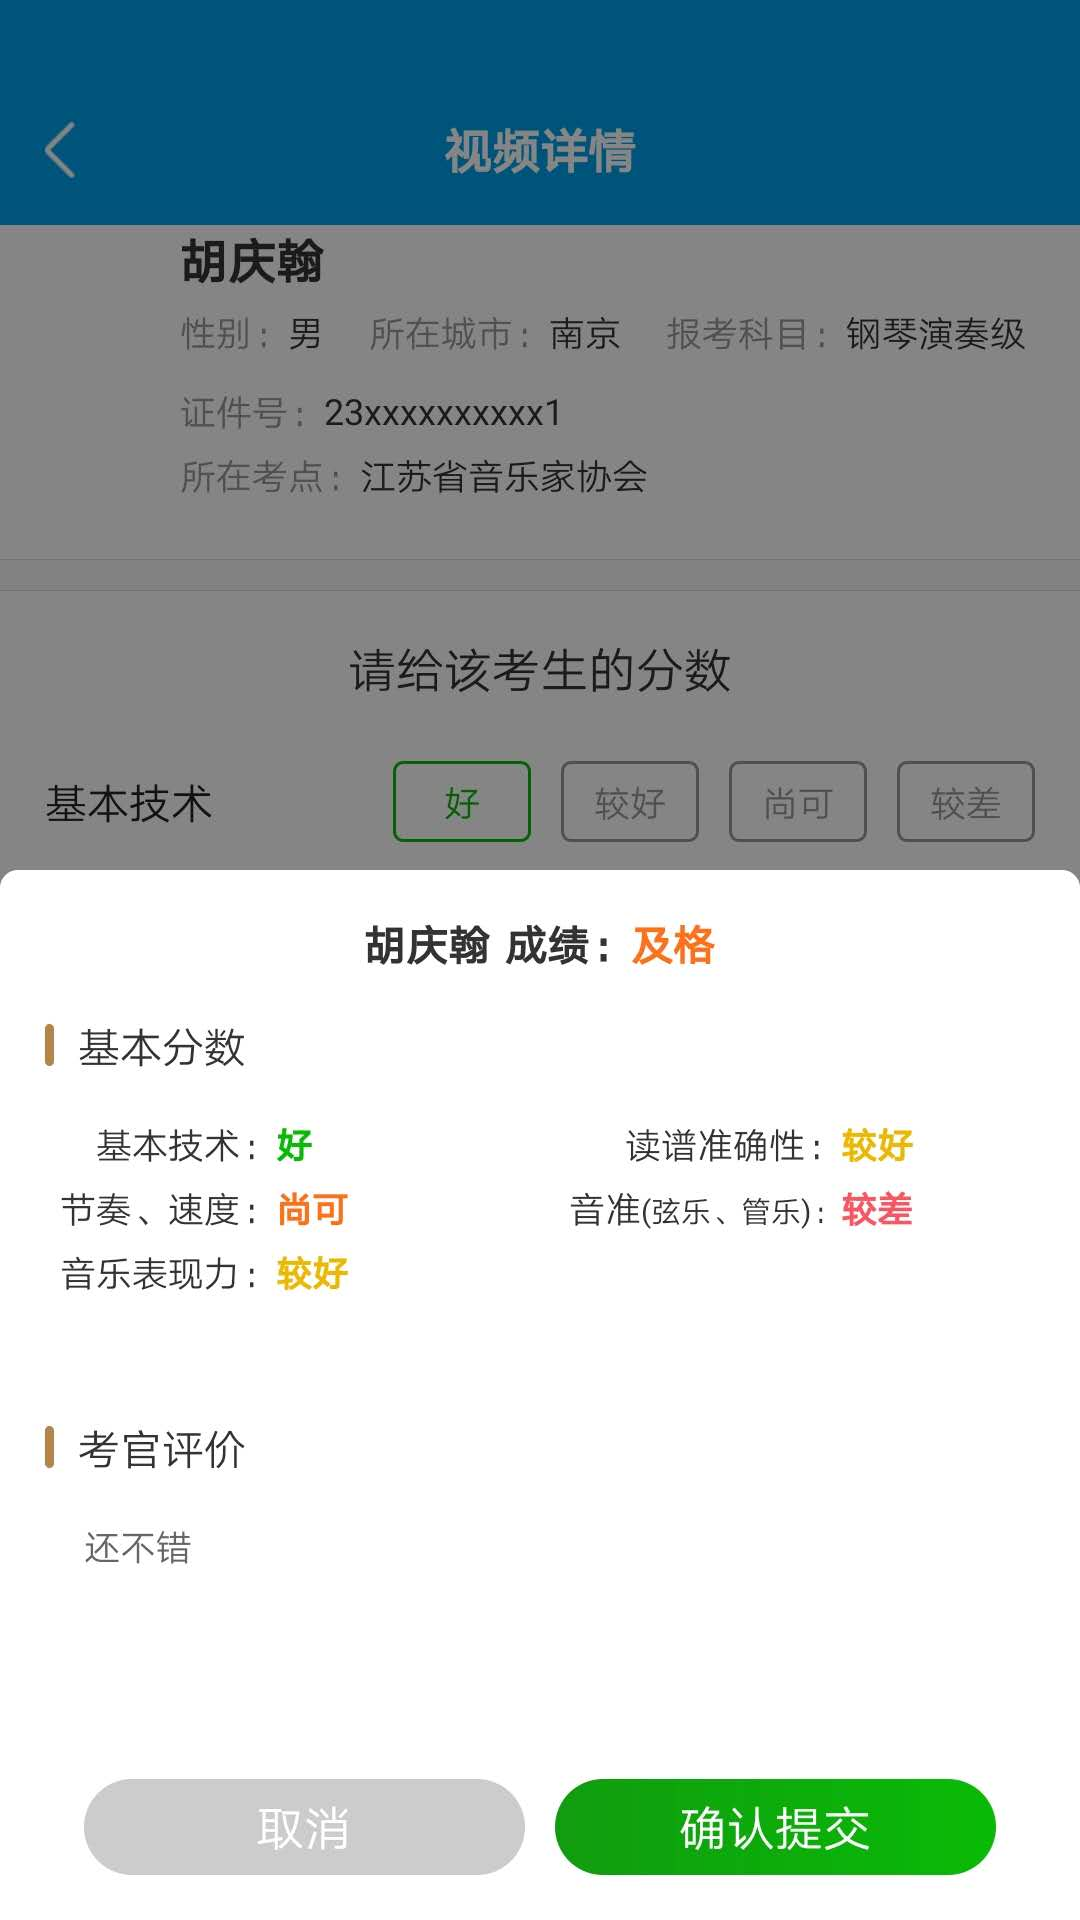 视频详情
胡庆翰
性别： 男 所在城市： 南京 报考科目： 钢琴演奏级
证件号： 23xxxxxxxxxx1
所在考点： 江苏省音乐家协会
请给该考生的分数
基本技术 好 较好 尚可 较差
胡庆翰 成绩： 及格
基本分数
基本技术： 好 读谱准确性： 较好
节奏、速度： 尚可 音准(弦乐、管乐)： 较差
音乐表现力： 较好
考官评价
还不错
取消 确认提交